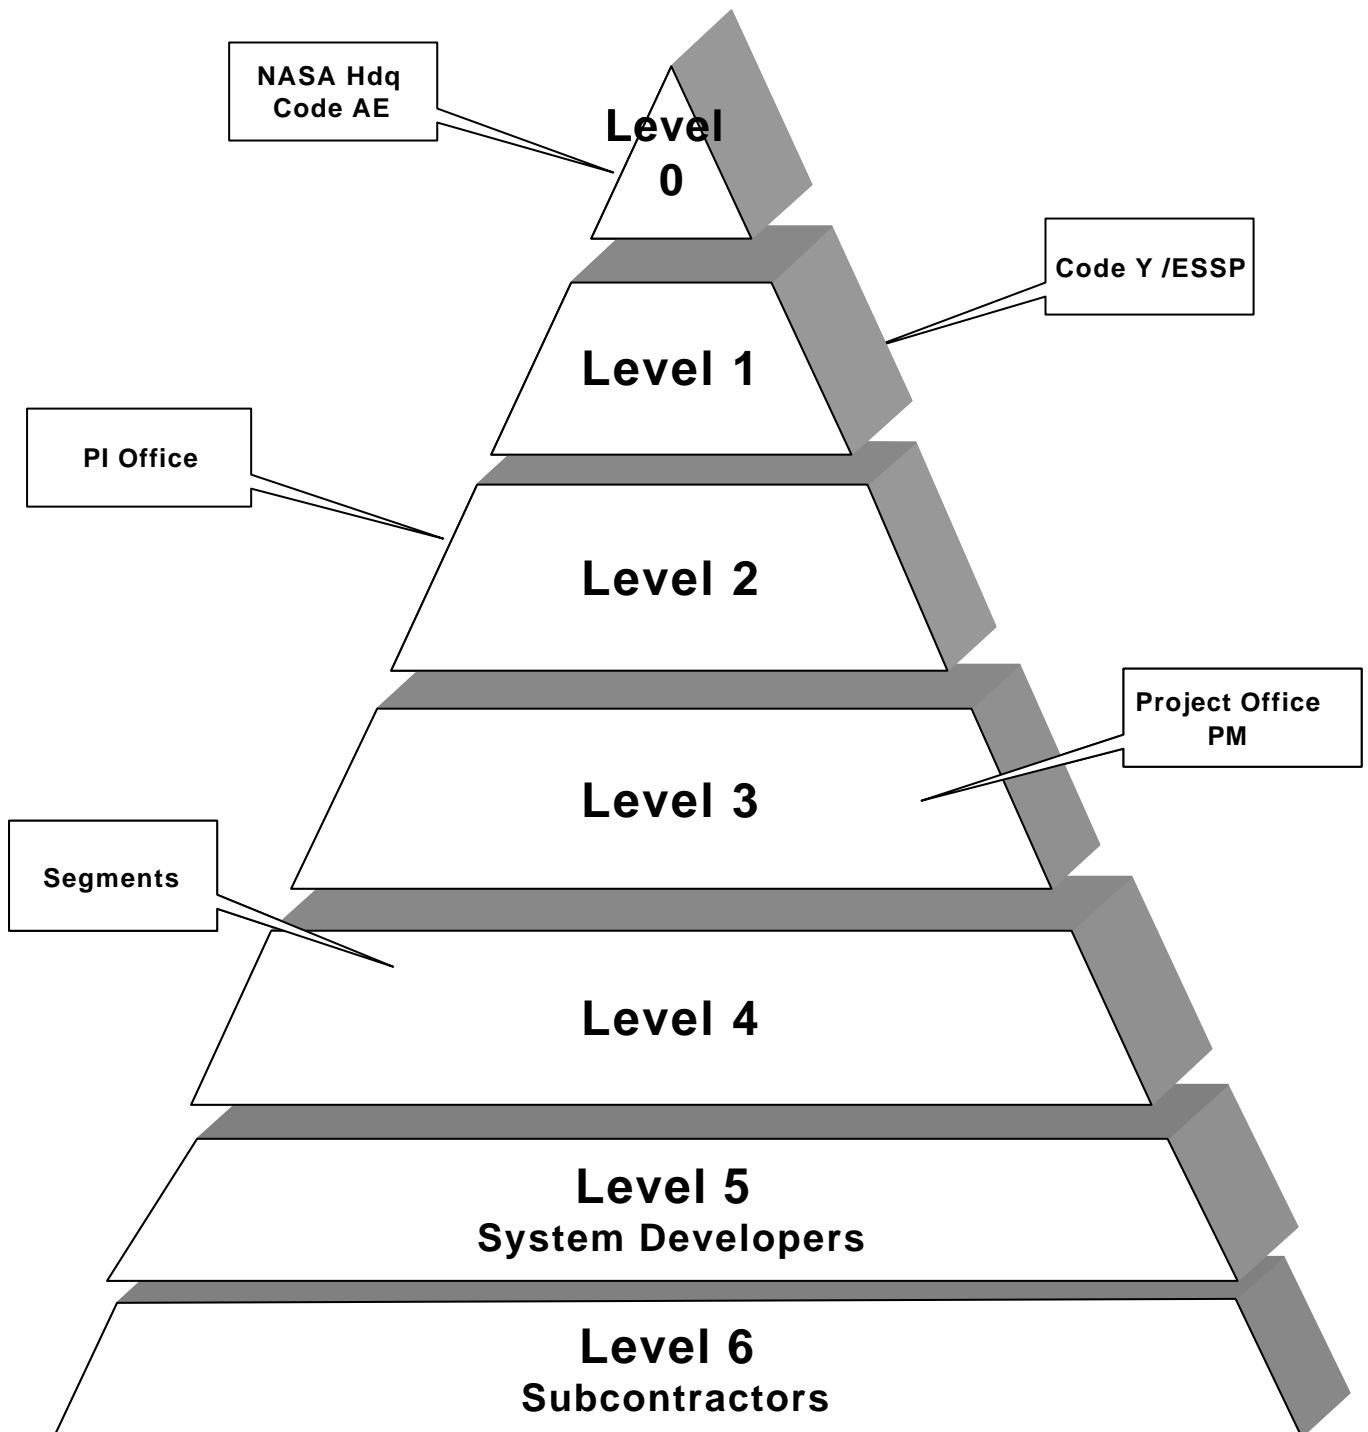 NASA Hdq
Code AE
Level
0
Code Y /ESSP
Level 1
PI Office
Level 2
Project Office
PM
Level 3
Segments
Level 4
Level 5
System Developers
Level 6
Subcontractors